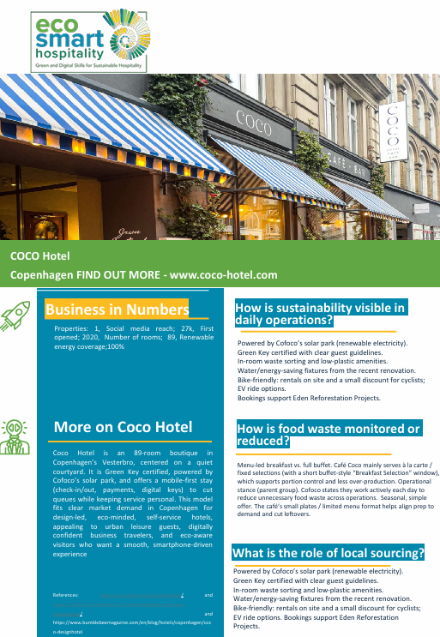 eco
smart
hospitality
Green and Digital Skills for Sustainable Hospitality
COCO
CAFÉ · BAR
COCO
COCO Hotel
Copenhagen FIND OUT MORE - www.coco-hotel.com
Business in Numbers
Properties: 1, Social media reach; 27k, First
opened; 2020, Number of rooms; 89, Renewable
energy coverage;100%
How is sustainability visible in
daily operations?
Powered by Cofoco's solar park (renewable electricity).
Green Key certified with clear guest guidelines.
In-room waste sorting and low-plastic amenities.
Water/energy-saving fixtures from the recent renovation.
Bike-friendly: rentals on site and a small discount for cyclists;
EV ride options.
Bookings support Eden Reforestation Projects.
More on Coco Hotel
Coco Hotel is an 89-room boutique in
Copenhagen's Vesterbro, centered on a quiet
courtyard. It is Green Key certified, powered by
Cofoco's solar park, and offers a mobile-first stay
(check-in/out, payments, digital keys) to cut
queues while keeping service personal. This model
fits clear market demand in Copenhagen for
design-led, eco-minded, self-service hotels,
appealing to urban leisure guests, digitally
confident business travelers, and eco-aware
visitors who want a smooth, smartphone-driven
experience
How is food waste monitored or
reduced?
Menu-led breakfast vs. full buffet. Café Coco mainly serves à la carte /
fixed selections (with a short buffet-style "Breakfast Selection" window),
which supports portion control and less over-production. Operational
stance (parent group). Cofoco states they work actively each day to
reduce unnecessary food waste across operations. Seasonal, simple
offer. The café's small plates / limited menu format helps align prep to
demand and cut leftovers.
What is the role of local sourcing?
Powered by Cofoco's solar park (renewable electricity).
Green Key certified with clear guest guidelines.
In-room waste sorting and low-plastic amenities.
Water/energy-saving fixtures from the recent renovation.
Bike-friendly: rentals on site and a small discount for cyclists;
EV ride options. Bookings support Eden Reforestation
Projects.
References: and
and